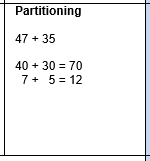 Partitioning
47 + 35
40 + 30 = 70
7 + 5 = 12